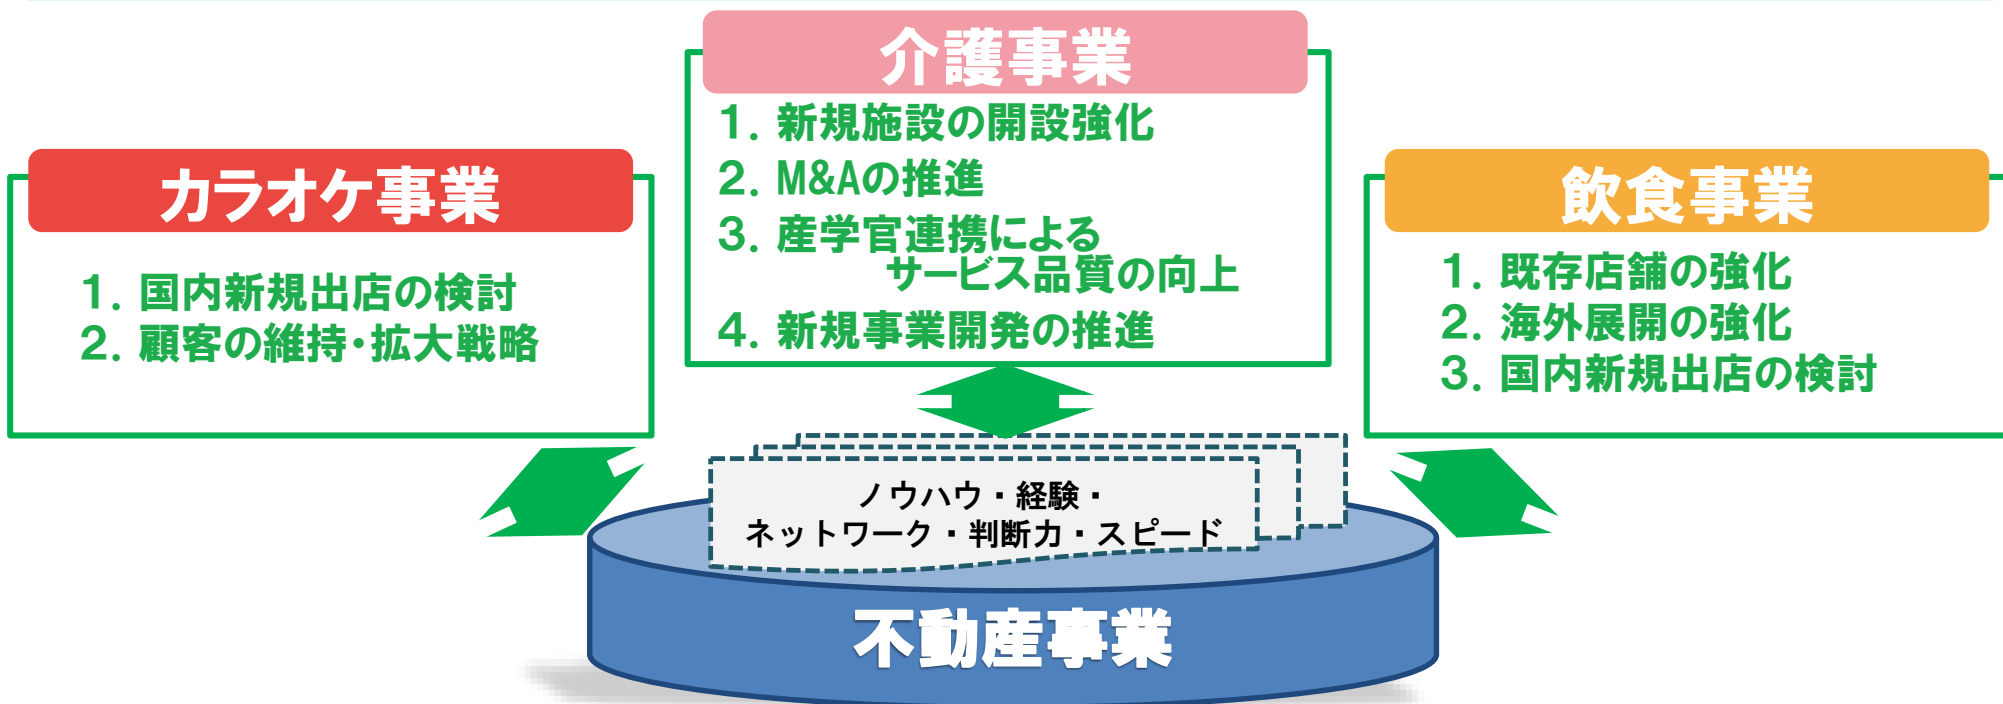 介護事業
1. 新規施設の開設強化
2. M&Aの推進
3. 産学官連携による
サービス品質の向上
4. 新規事業開発の推進
カラオケ事業
1. 国内新規出店の検討
2. 顧客の維持・拡大戦略
飲食事業
1. 既存店舗の強化
2. 海外展開の強化
3. 国内新規出店の検討
ノウハウ・経験・
ネットワーク・判断力・スピード
不動産事業